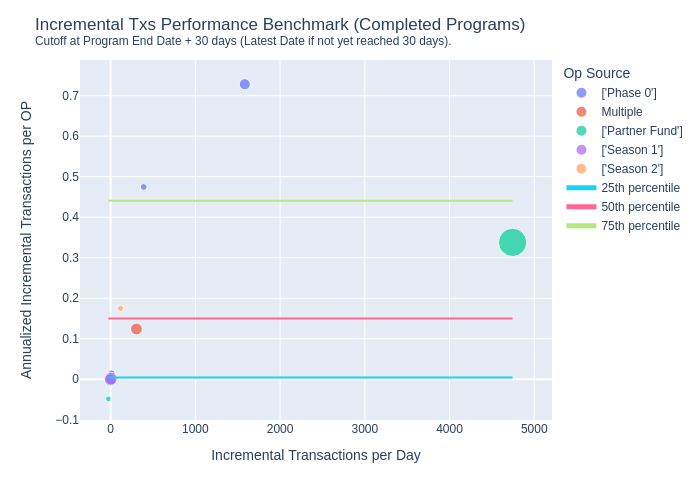 Incremental Txs Performance Benchmark (Completed Programs)
Cutoff at Program End Date + 30 days (Latest Date if not yet reached 30 days).
Annualized Incremental Transactions per OP
0.7
0.6
0.5
0.4
0.3
0.2
0.1
0
−0.1
0
1000
2000
3000
4000
5000
Incremental Transactions per Day
Op Source
['Phase 0']
Multiple
['Partner Fund']
['Season 1']
['Season 2']
25th percentile
50th percentile
75th percentile